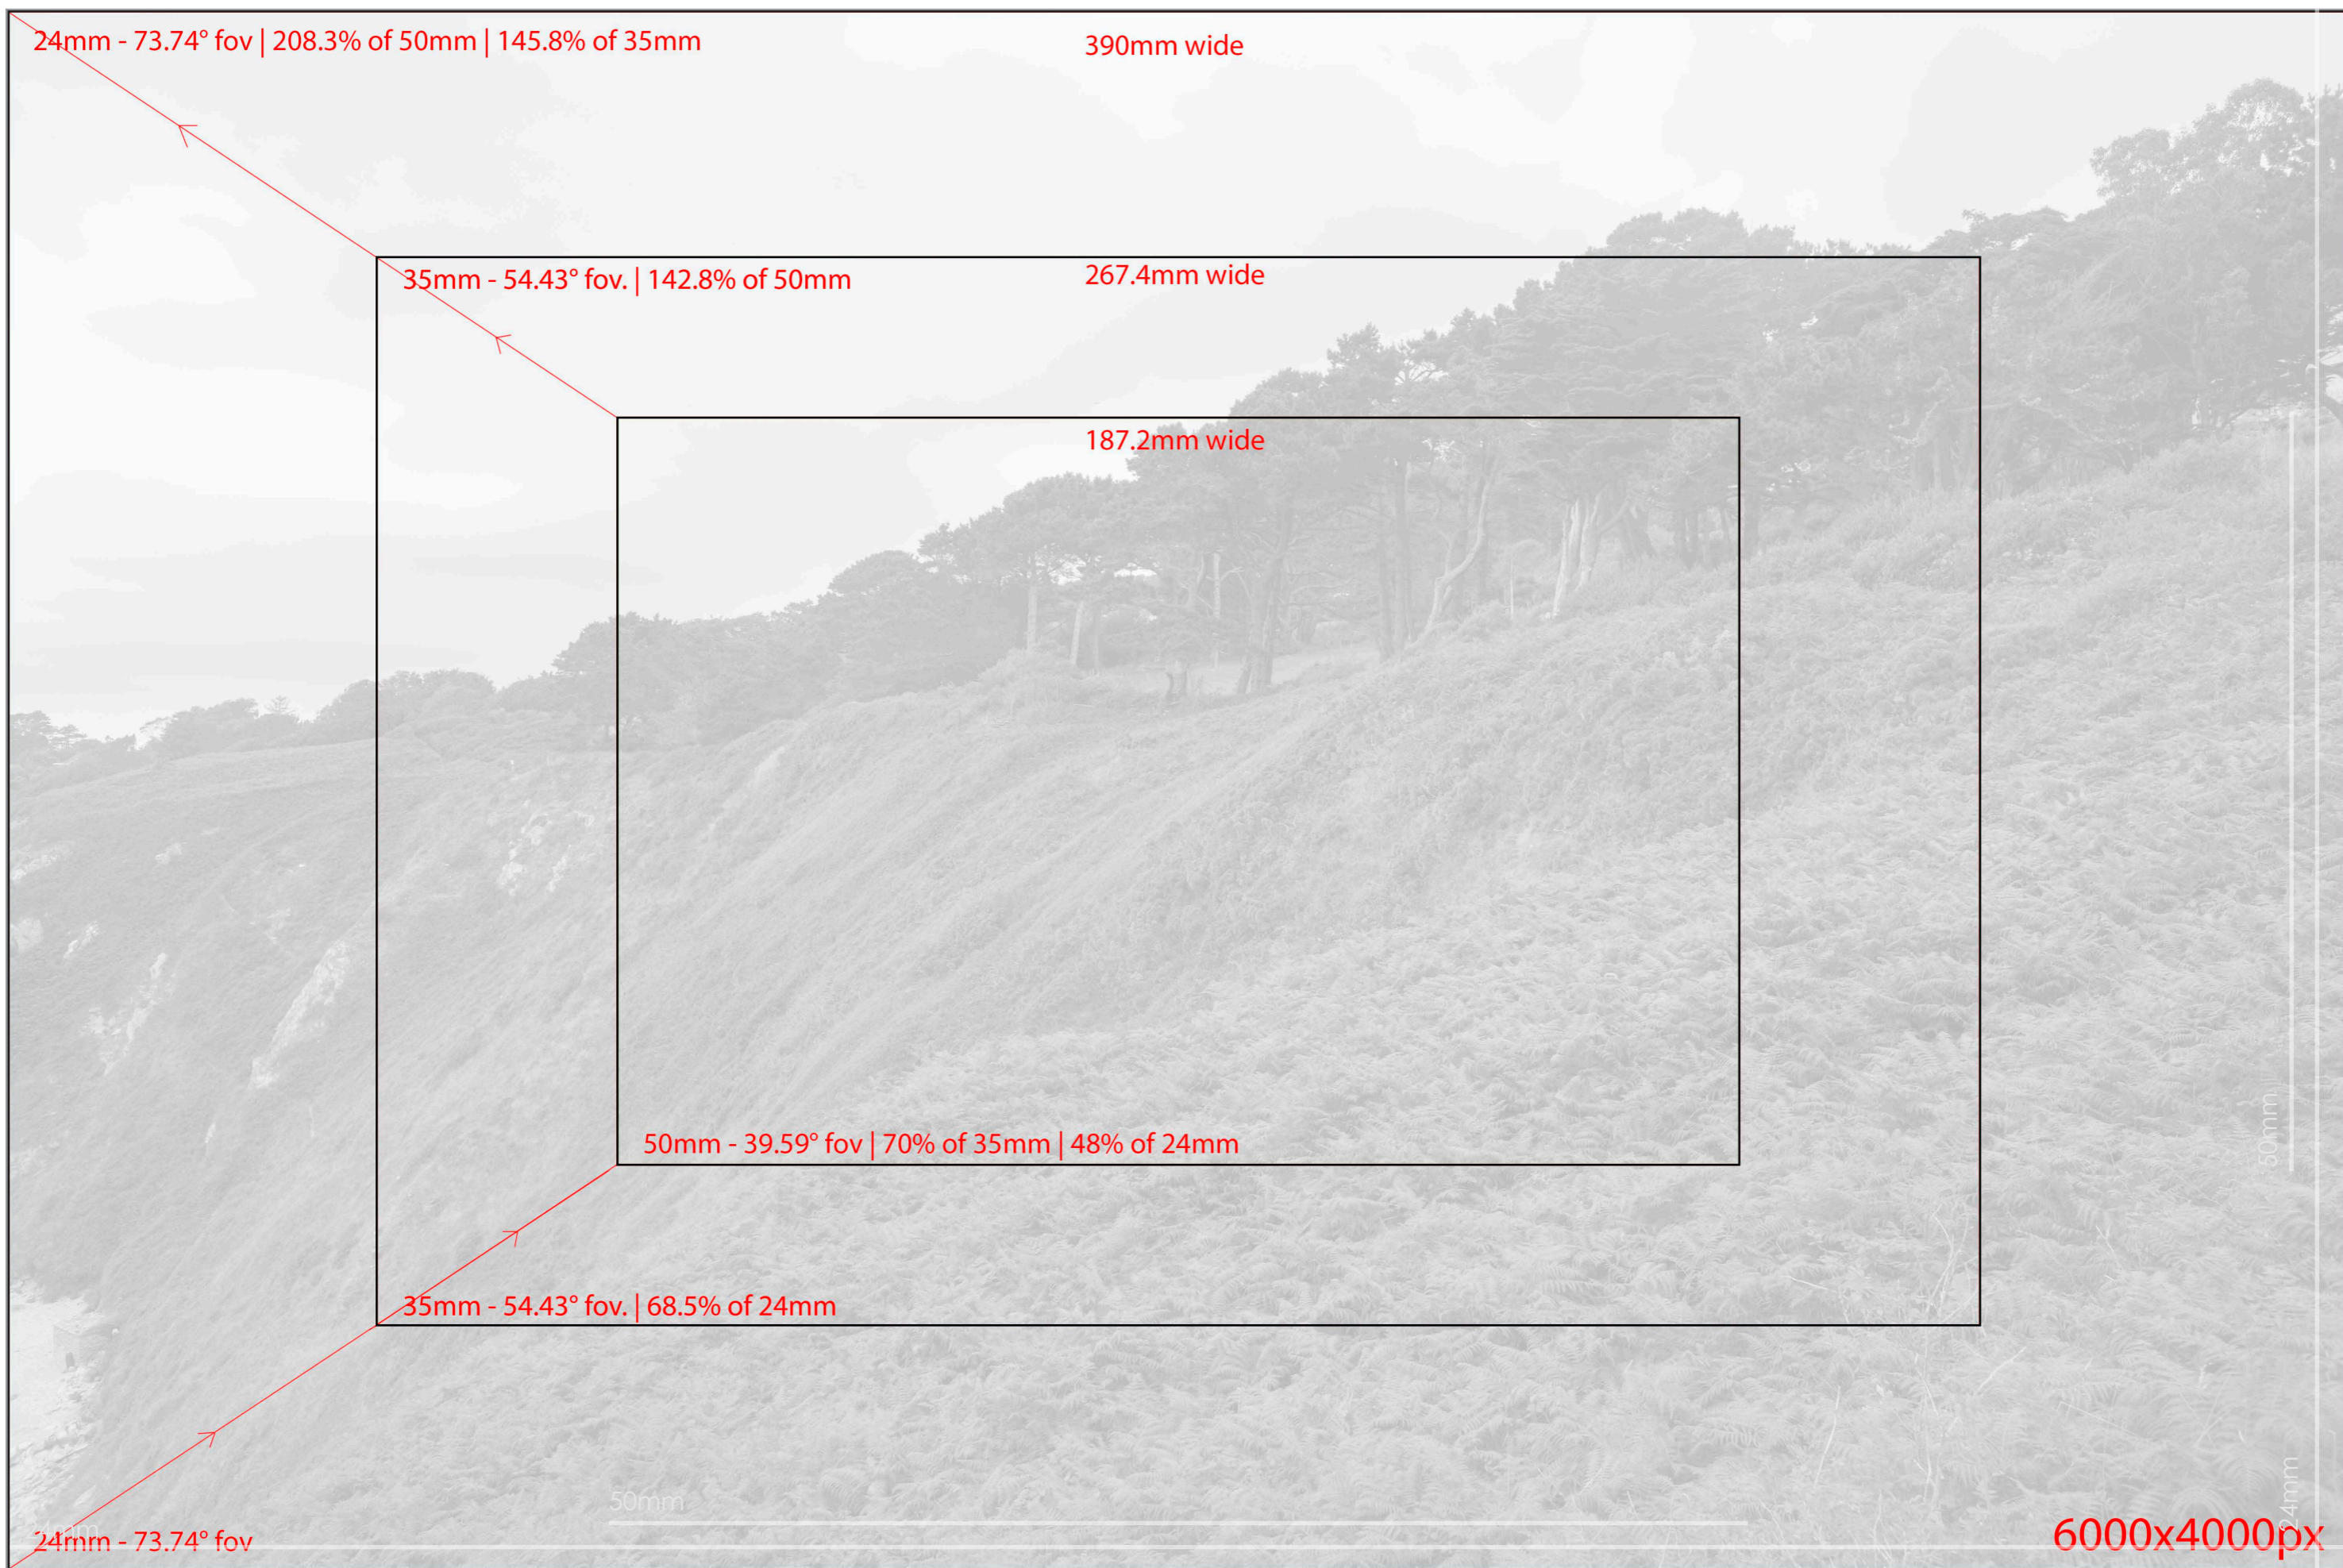 24mm - 73.74° fov | 208.3% of 50mm | 145.8% of 35mm
390mm wide
35mm - 54.43° fov. | 142.8% of 50mm
267.4mm wide
187.2mm wide
50mm - 39.59° fov | 70% of 35mm | 48% of 24mm
50mm
35mm - 54.43° fov. | 68.5% of 24mm
50mm
24mm
24mm - 73.74° fov
6000x4000px